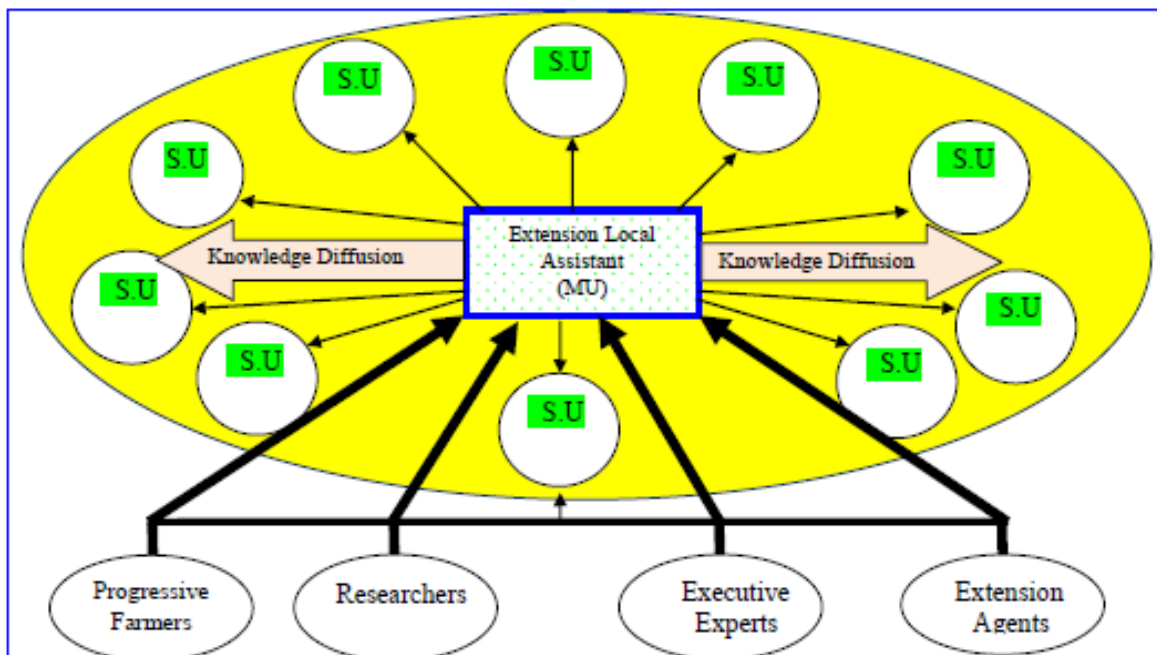 S.U
S.U
S.U
S.U
S.U
Extension Local
Assistant
(MU)
Knowledge Diffusion
Knowledge Diffusion
S.U
S.U
S.U
S.U
S.U
Progressive
Farmers
Researchers
Executive
Experts
Extension
Agents